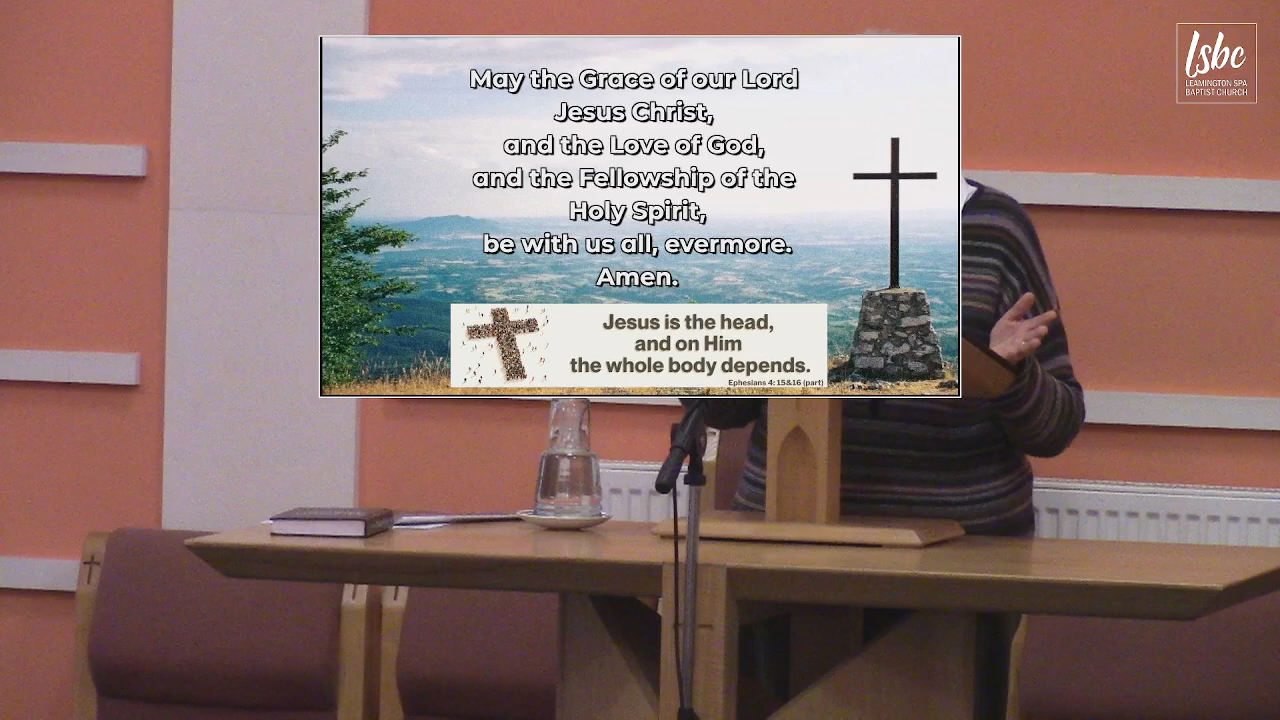 May the Grace of our Lord
Jesus Christ,
and the Love of God,
and the Fellowship of the
Holy Spirit,
be with us all, evermore.
Amen.
Jesus is the head,
and on Him
the whole body depends.
Ephesians 4: 15&16 (part)
lsbc
LEAMINGTON SPA
BAPTIST CHURCH